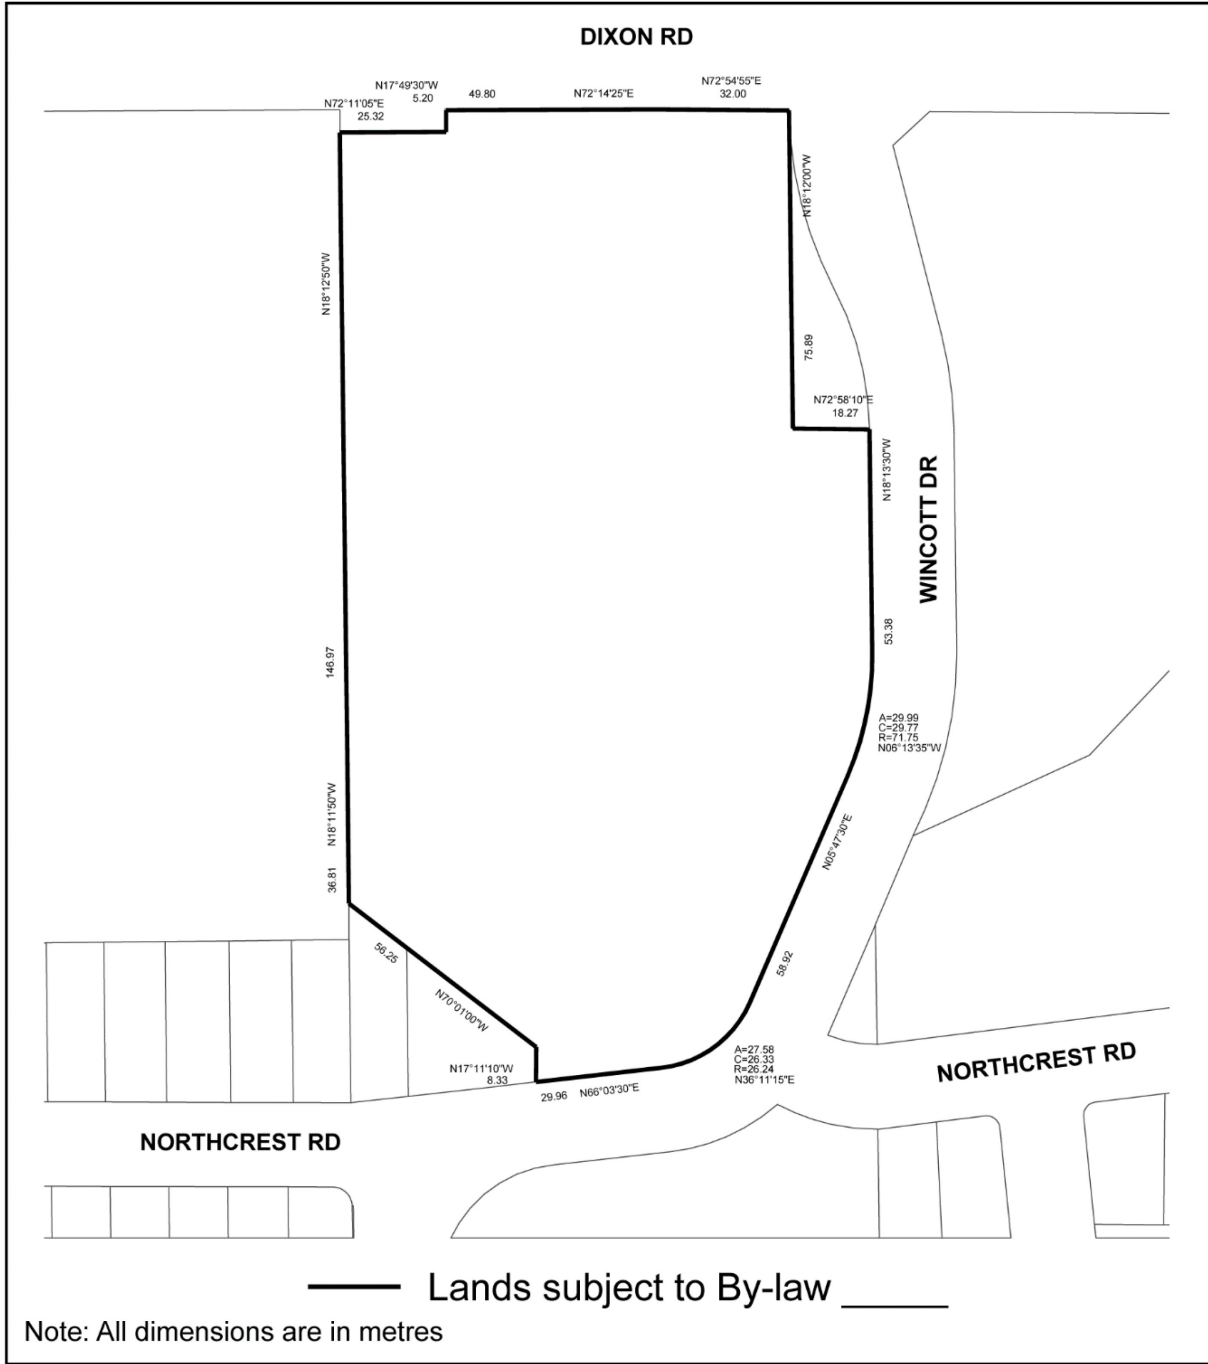 DIXON RD
N17°49'30"W
5.20
N72°11'05"E
25.32
49.80
N72°14'25"E
N72°54'55"E
32.00
N18°12'00"W
75.89
N18°12'50"W
N72°58'10"E
18.27
N18°13'30"W
WINCOTT DR
53.38
146.97
A=29.99
C=29.77
R=71.75
N06°13'35"W
N18°11'50"W
36.81
N05°47'30"E
58.92
56.25
N70°01'00"W
N17°11'10"W
8.33
29.96
N66°03'30"E
A=27.58
C=26.33
R=26.24
N36°11'15"E
NORTHCREST RD
NORTHCREST RD
Lands subject to By-law ______
Note: All dimensions are in metres